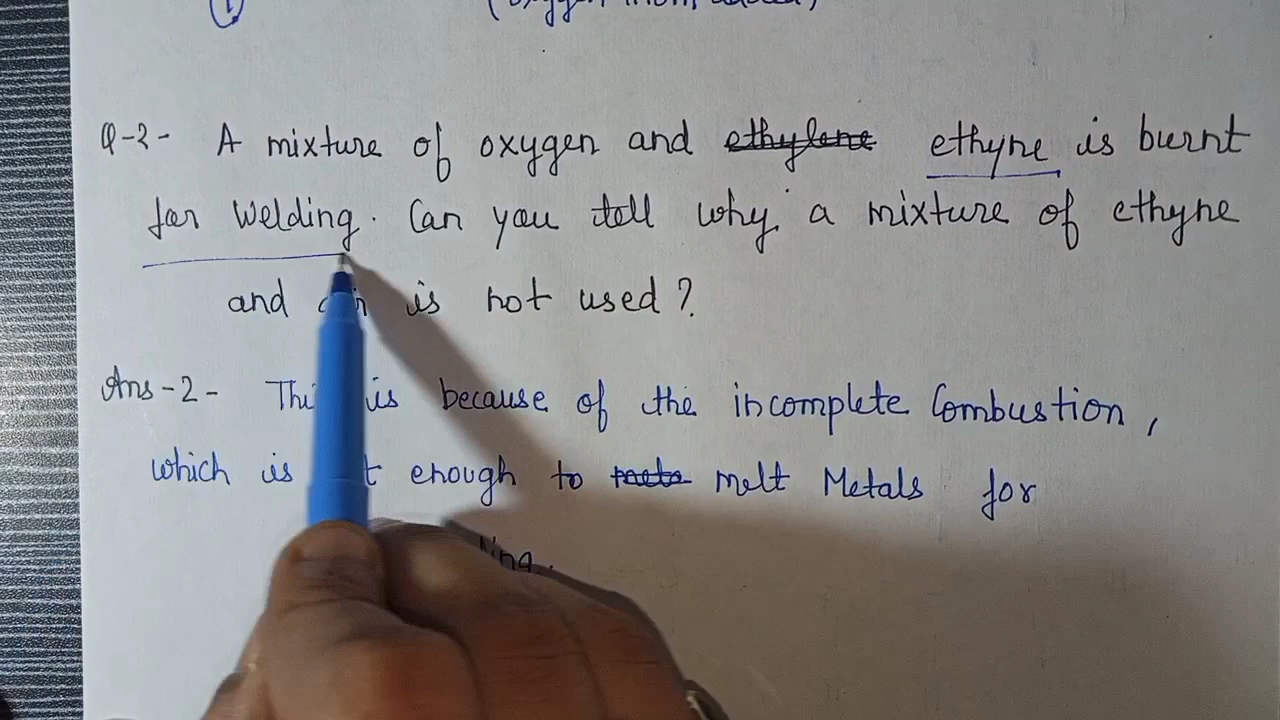 (Oxygen
Q-2- A mixture of oxygen and ethylene ethyne is burnt
for Welding. Can you tell why a mixture of ethyne
and is not used?
Ans-2- is because of the incomplete Combustion,
which is enough to melt Metals for